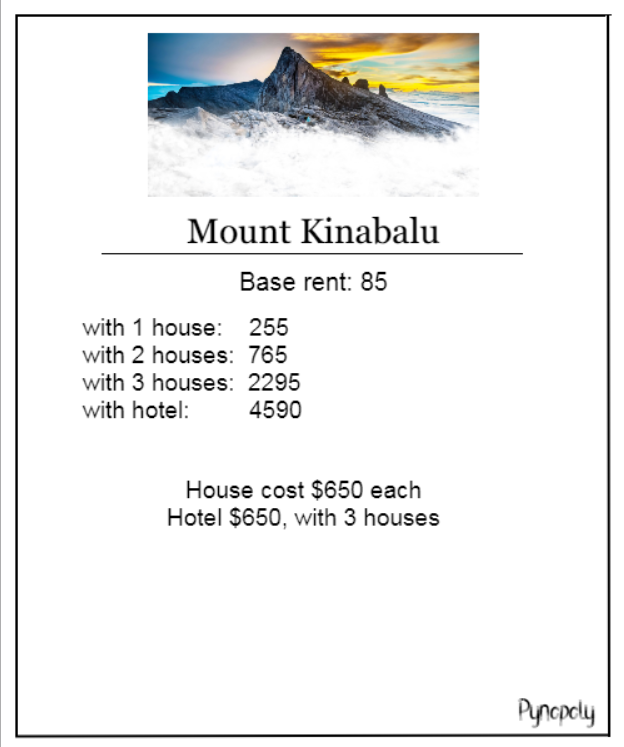 Mount Kinabalu
Base rent: 85
with 1 house: 255
with 2 houses: 765
with 3 houses: 2295
with hotel: 4590
House cost $650 each
Hotel $650, with 3 houses
Pynopoly